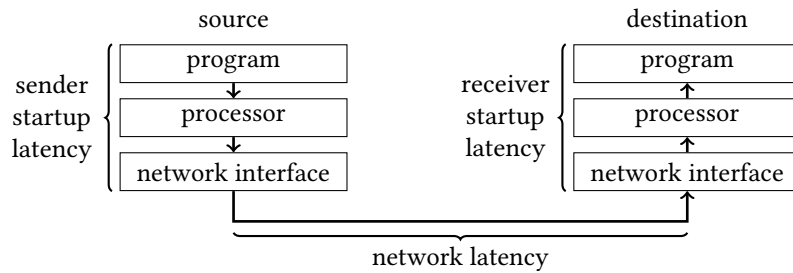 source
destination
sender
startup
latency
program
processor
network interface
receiver
startup
latency
program
processor
network interface
network latency